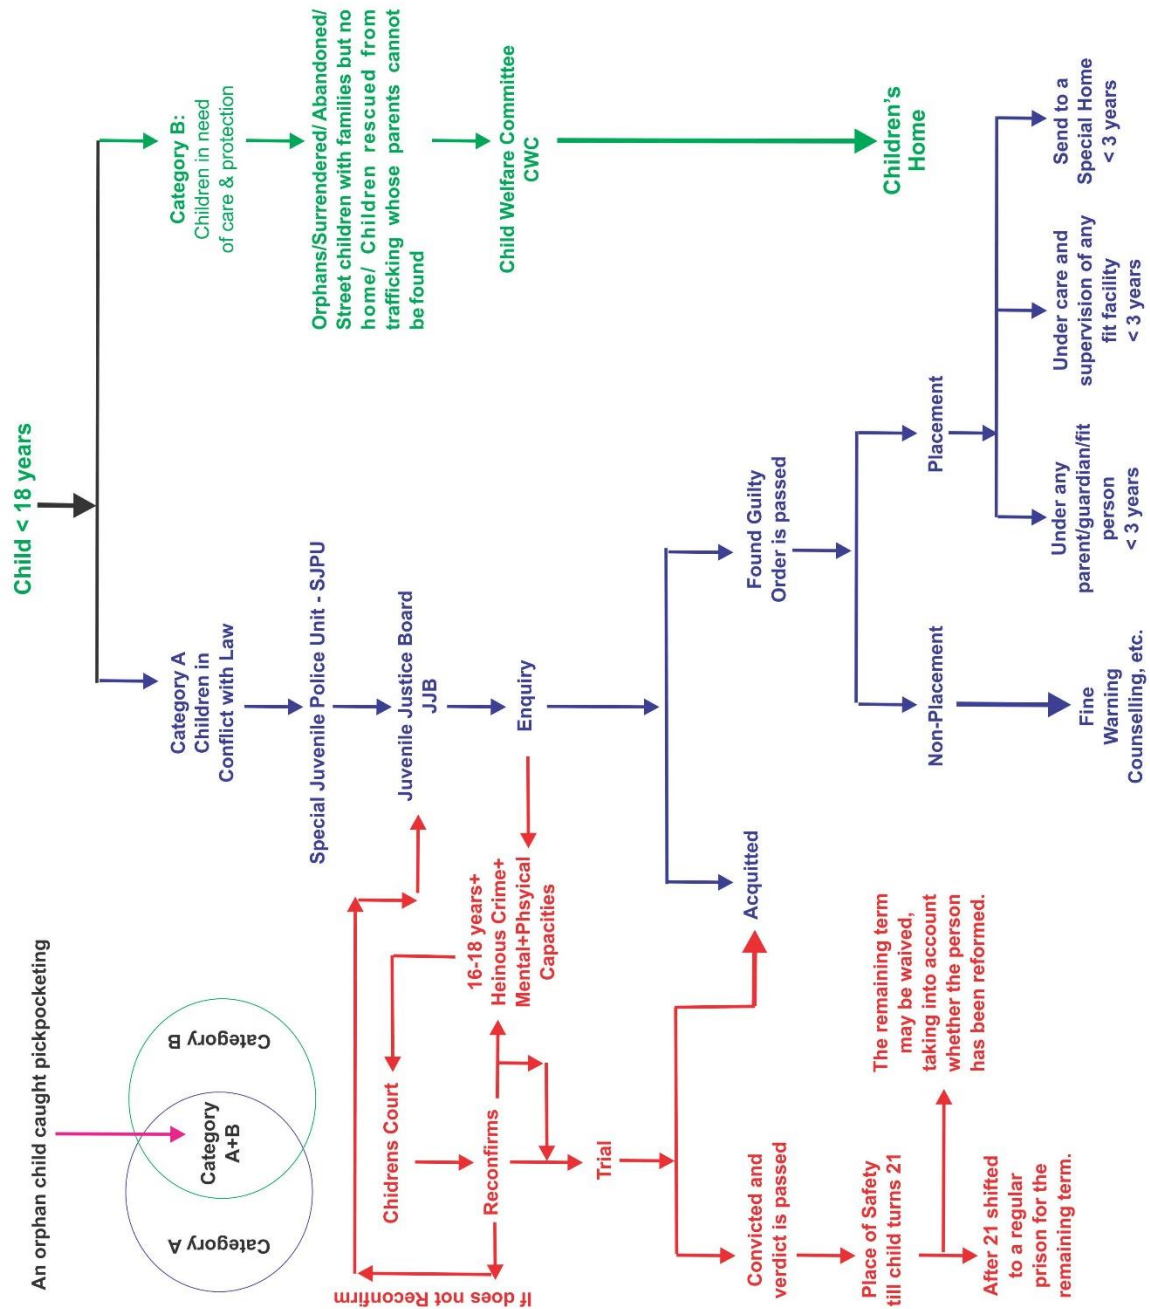 Child < 18 years
An orphan child caught pickpocketing
Category A
Category
A+B
Category B
Category A
Children in
Conflict with Law
Category B:
Children in need
of care & protection
Special Juvenile Police Unit - SJPU
Orphans/Surrendered/ Abandoned/
Street children with families but no
home/ Children rescued from
trafficking whose parents cannot
be found
Juvenile Justice Board
JJB
Child Welfare Committee
CWC
Enquiry
Children's
Home
16-18 years+
Heinous Crime+
Mental+Phsyical
Capacities
Chidrens Court
Reconfirms
If does not Reconfirm
Trial
Acquitted
Found Guilty
Order is passed
Convicted and
verdict is passed
Place of Safety
till child turns 21
The remaining term
may be waived,
taking into account
whether the person
has been reformed.
After 21 shifted
to a regular
prison for the
remaining term.
Non-Placement
Placement
Fine
Warning
Counselling, etc.
Under any
parent/guardian/fit
person
< 3 years
Under care and
supervision of any
fit facility
< 3 years
Send to a
Special Home
< 3 years